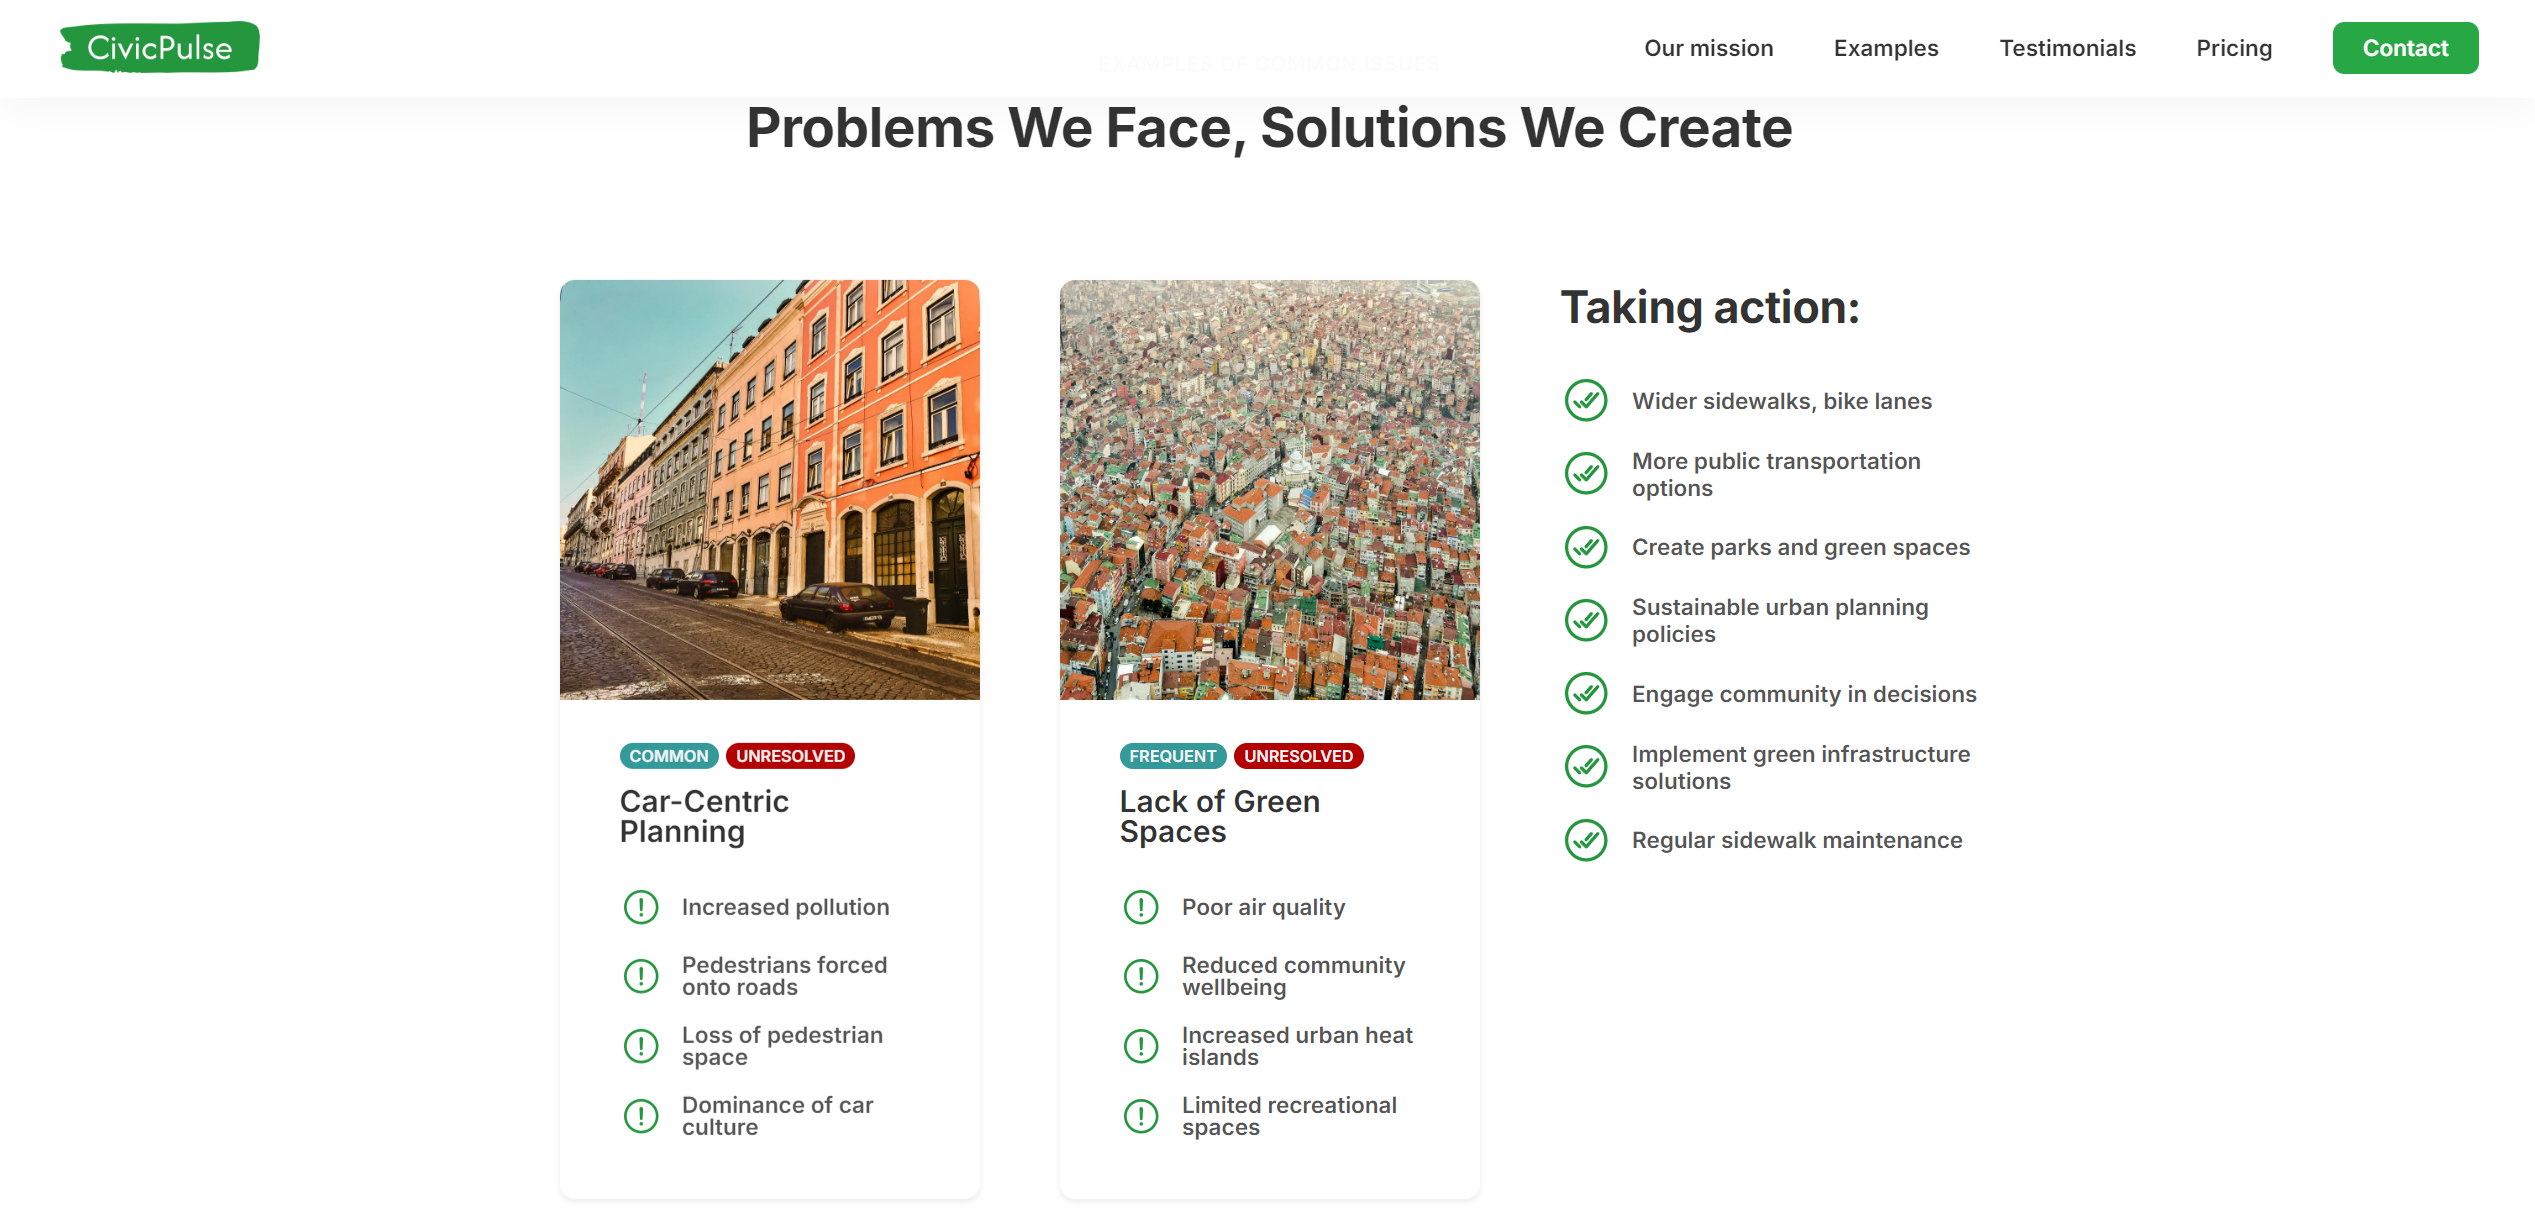 CivicPulse
Our mission
Examples
Testimonials
Pricing
Contact
EXAMPLES OF COMMON ISSUES
Problems We Face, Solutions We Create
COMMON
UNRESOLVED
Car-Centric
Planning
Increased pollution
Pedestrians forced
onto roads
Loss of pedestrian
space
Dominance of car
culture
FREQUENT
UNRESOLVED
Lack of Green
Spaces
Poor air quality
Reduced community
wellbeing
Increased urban heat
islands
Limited recreational
spaces
Taking action:
Wider sidewalks, bike lanes
More public transportation
options
Create parks and green spaces
Sustainable urban planning
policies
Engage community in decisions
Implement green infrastructure
solutions
Regular sidewalk maintenance